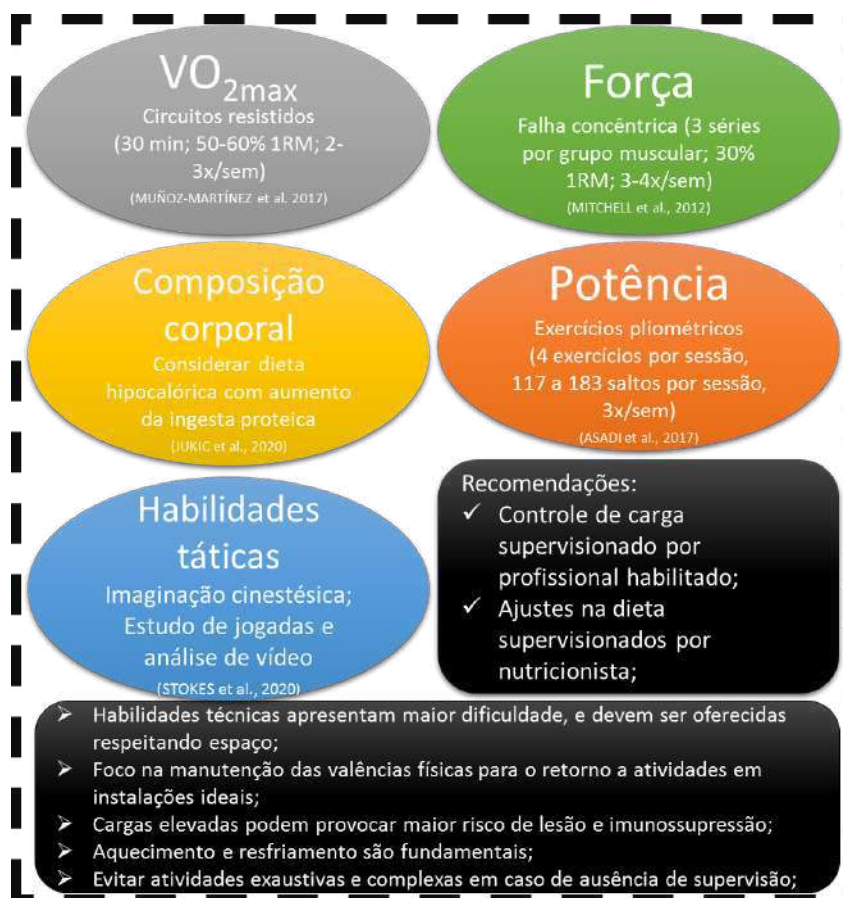 VO2max
Circuitos resistidos
(30 min; 50-60% 1RM; 2-
3x/sem)
(MUÑOZ-MARTÍNEZ et al. 2017)
Força
Falha concêntrica (3 séries
por grupo muscular; 30%
1RM; 3-4x/sem)
(MITCHELL et al., 2012)
Composição
corporal
Considerar dieta
hipocalórica com aumento
da ingesta proteica
(JUKIC et al., 2020)
Potência
Exercícios pliométricos
(4 exercícios por sessão,
117 a 183 saltos por sessão,
3x/sem)
(ASADI et al., 2017)
Habilidades
táticas
Imaginação cinestésica;
Estudo de jogadas e
análise de vídeo
(STOKES et al., 2020)
Recomendações:
✓ Controle de carga
supervisionado por
profissional habilitado;
✓ Ajustes na dieta
supervisionados por
nutricionista;
➢ Habilidades técnicas apresentam maior dificuldade, e devem ser oferecidas
respeitando espaço;
➢ Foco na manutenção das valências físicas para o retorno a atividades em
instalações ideais;
➢ Cargas elevadas podem provocar maior risco de lesão e imunossupressão;
➢ Aquecimento e resfriamento são fundamentais;
➢ Evitar atividades exaustivas e complexas em caso de ausência de supervisão;